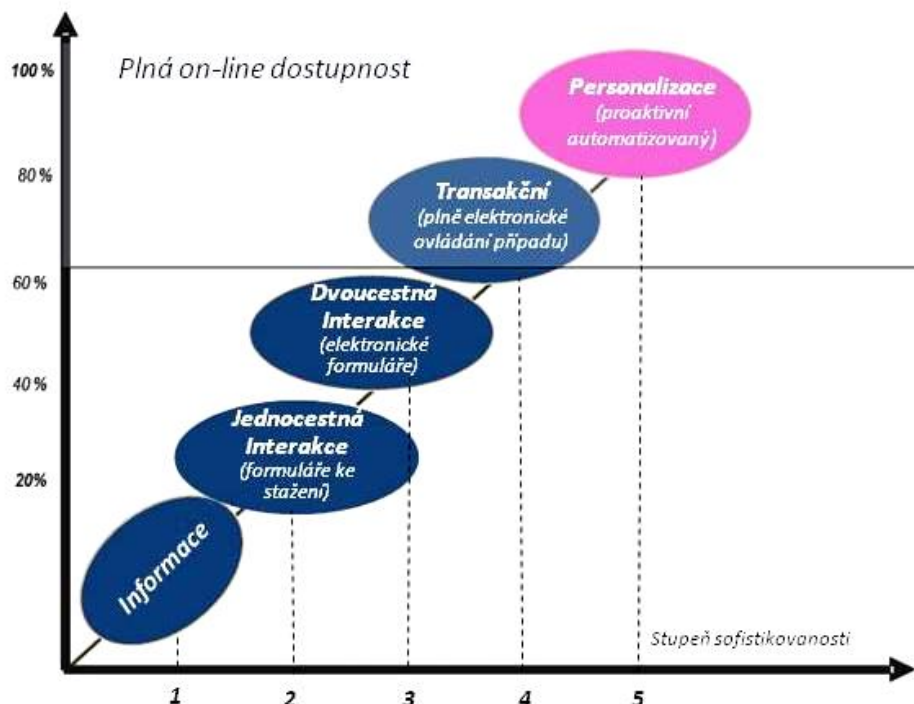 100 %
Plná on-line dostupnost
Personalizace
(proaktivní
automatizovaný)
80 %
Transakční
(plně elektronické
ovládání případu)
60 %
Dvoucestná
Interakce
(elektronické
formuláře)
40 %
Jednocestná
Interakce
(formuláře ke
stažení)
20%
Informace
Stupeň sofistikovanosti
1 2 3 4 5